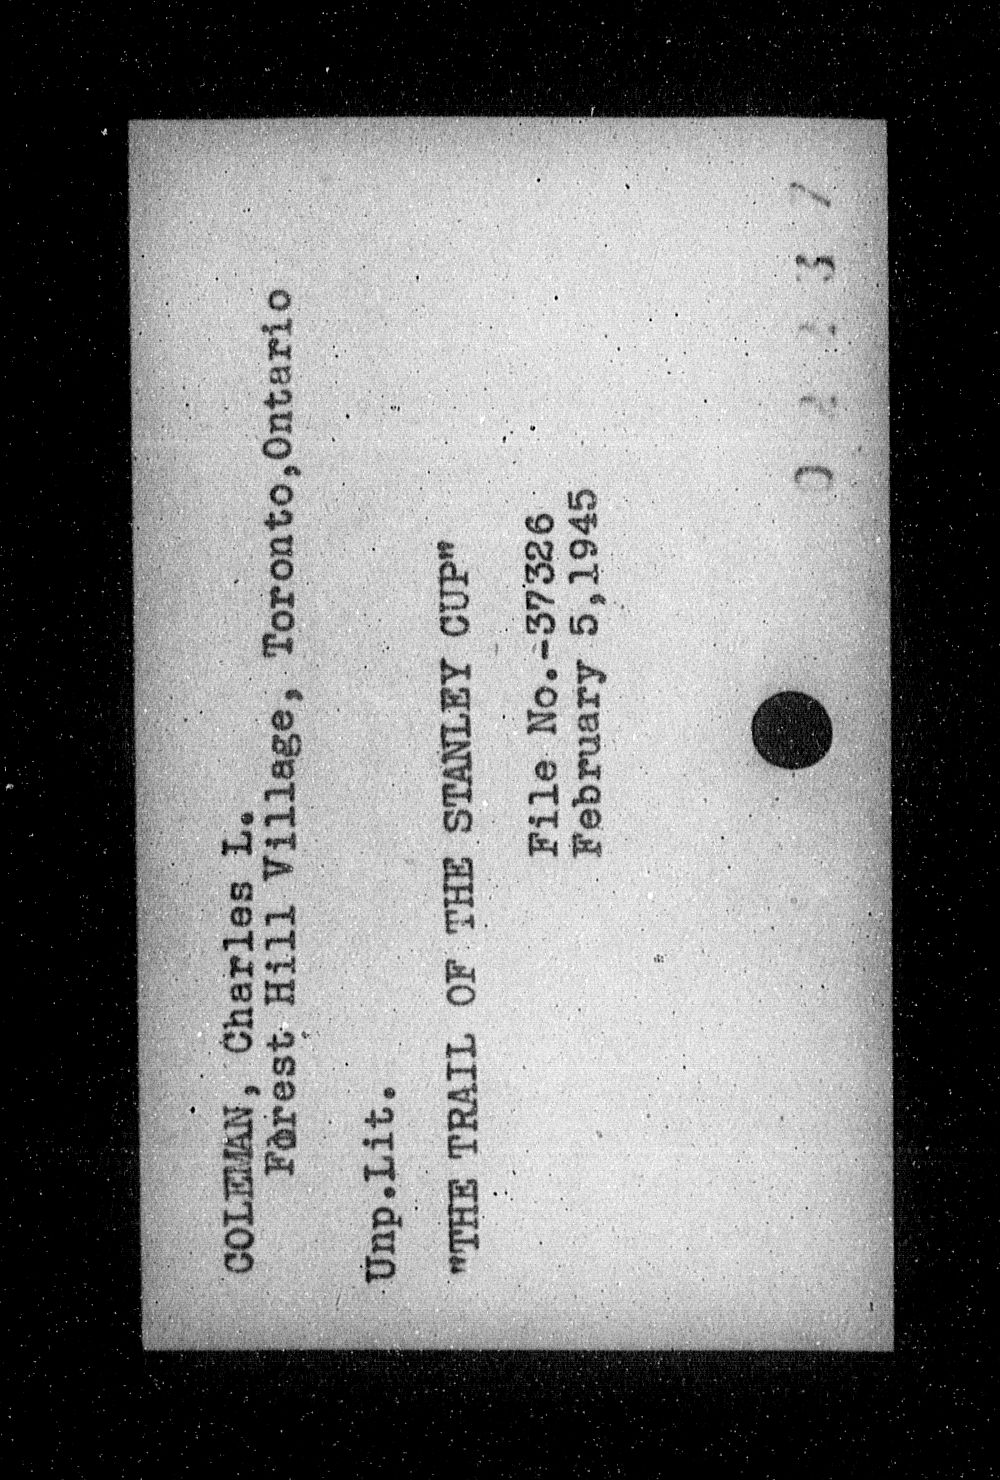 COLEMAN, Charles L.
Forest Hill Village, Toronto,Ontario
Unp.Lit.
"THE TRAIL OF THE STANLEY CUP"
File No.-37326
February 5,1945